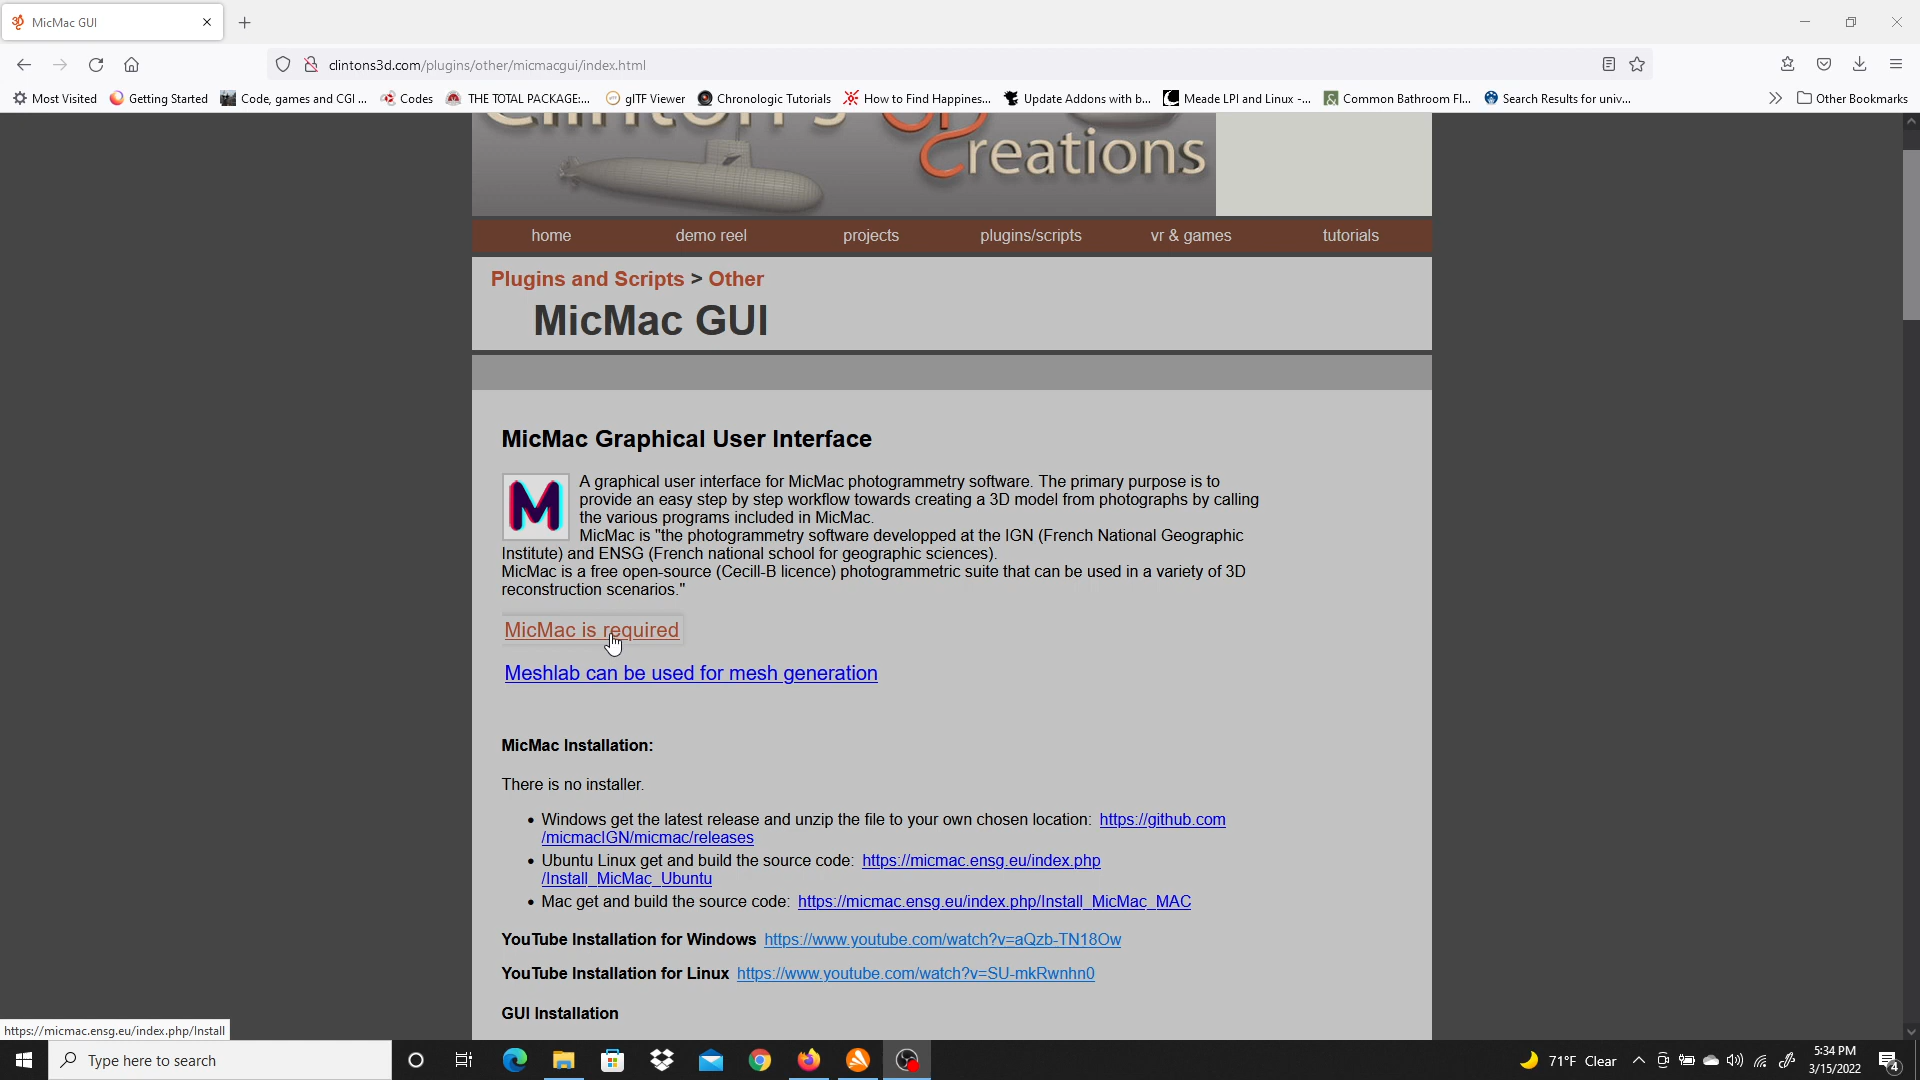 MicMac GUI
clintons3d.com/plugins/other/micmacgui/index.html
Most Visited Getting Started Code, games and CGI ... Codes THE TOTAL PACKAGE:... glTF Viewer Chronologic Tutorials How to Find Happines... Update Addons with b... Meade LPI and Linux -... Common Bathroom Fl... Search Results for univ... Other Bookmarks
Creations
home demo reel projects plugins/scripts vr & games tutorials
Plugins and Scripts > Other
MicMac GUI
MicMac Graphical User Interface
M
A graphical user interface for MicMac photogrammetry software. The primary purpose is to
provide an easy step by step workflow towards creating a 3D model from photographs by calling
the various programs included in MicMac.
MicMac is "the photogrammetry software developped at the IGN (French National Geographic
Institute) and ENSG (French national school for geographic sciences).
MicMac is a free open-source (Cecill-B licence) photogrammetric suite that can be used in a variety of 3D
reconstruction scenarios."
MicMac is required
Meshlab can be used for mesh generation
MicMac Installation:
There is no installer.
• Windows get the latest release and unzip the file to your own chosen location: https://github.com
/micmacIGN/micmac/releases
• Ubuntu Linux get and build the source code: https://micmac.ensg.eu/index.php
/Install_MicMac_Ubuntu
• Mac get and build the source code: https://micmac.ensg.eu/index.php/Install_MicMac_MAC
YouTube Installation for Windows https://www.youtube.com/watch?v=aQzb-TN18Ow
YouTube Installation for Linux https://www.youtube.com/watch?v=SU-mkRwnhn0
GUI Installation
https://micmac.ensg.eu/index.php/Install
Type here to search
71°F Clear
5:34 PM
3/15/2022
4